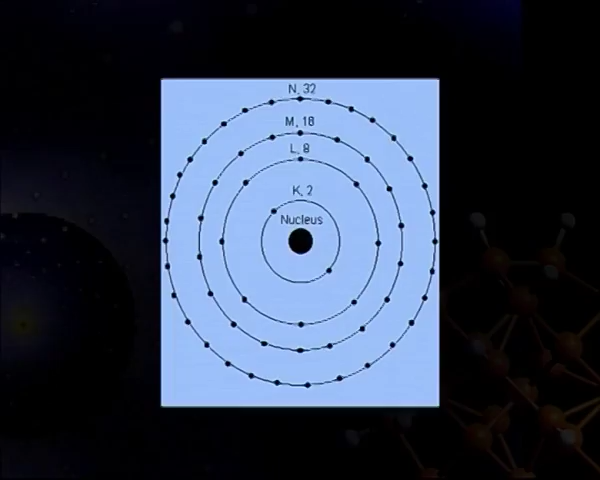 N, 32
M, 18
L, 8
K, 2
Nucleus